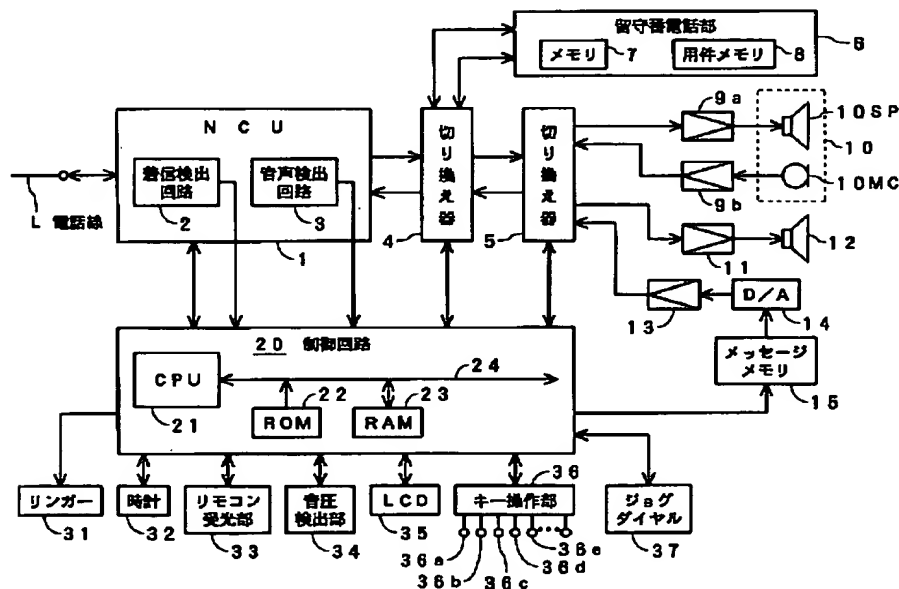 留守番電話部
メモリ
7
用件メモリ
8
6
NCU
着信検出
回路
2
音声検出
回路
3
1
L 電話線
切り換え器
4
切り換え器
5
9a
10SP
10
9b
10MC
11
12
13
D/A
14
メッセージ
メモリ
15
20 制御回路
CPU
21
24
ROM
22
RAM
23
リンガー
31
時計
32
リモコン
受光部
33
音圧
検出部
34
LCD
35
キー操作部
36
36a
36b
36c
36d
36e
ジョグ
ダイヤル
37